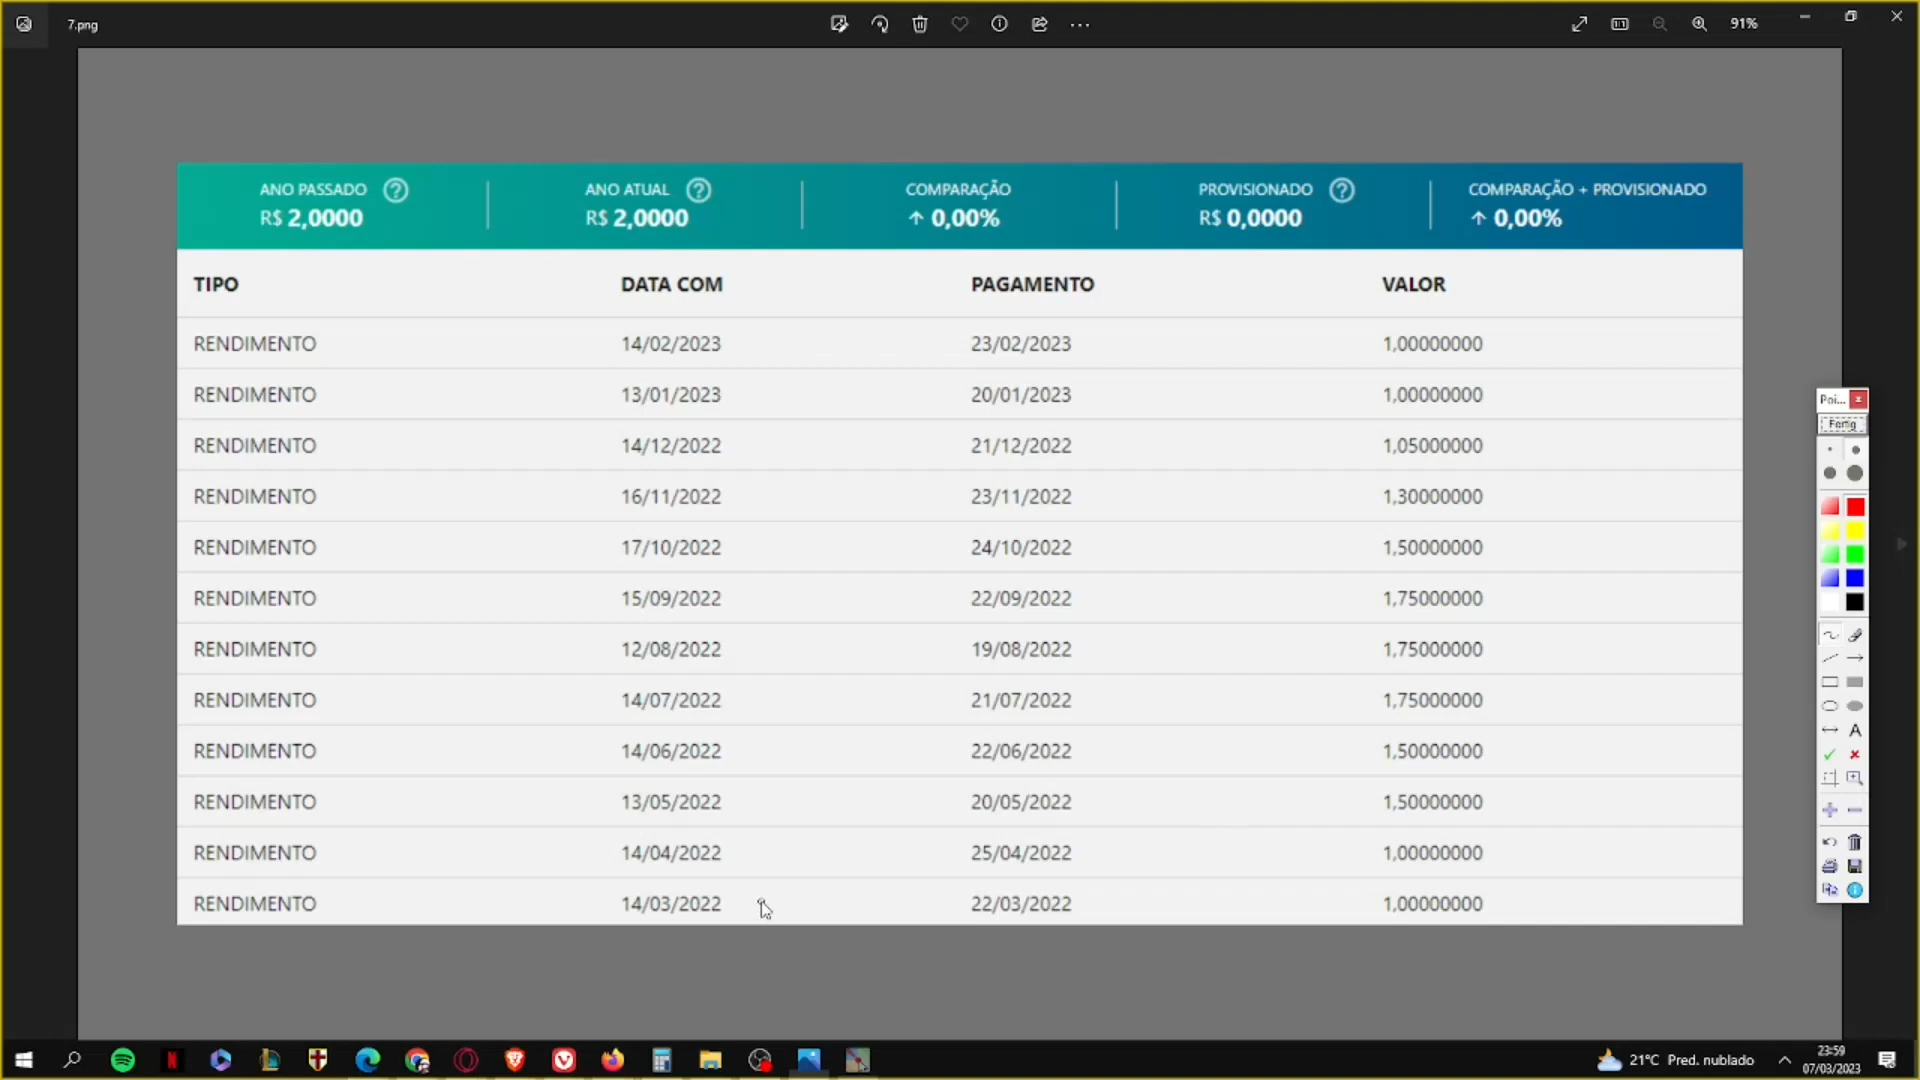 7.png
91%
ANO PASSADO ?
R$ 2,0000
ANO ATUAL ?
R$ 2,0000
COMPARAÇÃO
↑ 0,00%
PROVISIONADO ?
R$ 0,0000
COMPARAÇÃO + PROVISIONADO
↑ 0,00%
TIPO DATA COM PAGAMENTO VALOR
RENDIMENTO 14/02/2023 23/02/2023 1,00000000
RENDIMENTO 13/01/2023 20/01/2023 1,00000000
RENDIMENTO 14/12/2022 21/12/2022 1,05000000
RENDIMENTO 16/11/2022 23/11/2022 1,30000000
RENDIMENTO 17/10/2022 24/10/2022 1,50000000
RENDIMENTO 15/09/2022 22/09/2022 1,75000000
RENDIMENTO 12/08/2022 19/08/2022 1,75000000
RENDIMENTO 14/07/2022 21/07/2022 1,75000000
RENDIMENTO 14/06/2022 22/06/2022 1,50000000
RENDIMENTO 13/05/2022 20/05/2022 1,50000000
RENDIMENTO 14/04/2022 25/04/2022 1,00000000
RENDIMENTO 14/03/2022 22/03/2022 1,00000000
Poi...
Fertig
A
21°C Pred. nublado
23:59
07/03/2023